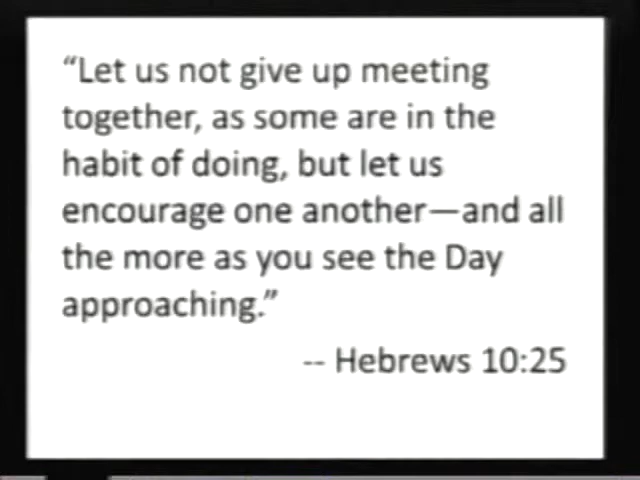 “Let us not give up meeting
together, as some are in the
habit of doing, but let us
encourage one another—and all
the more as you see the Day
approaching.”
-- Hebrews 10:25